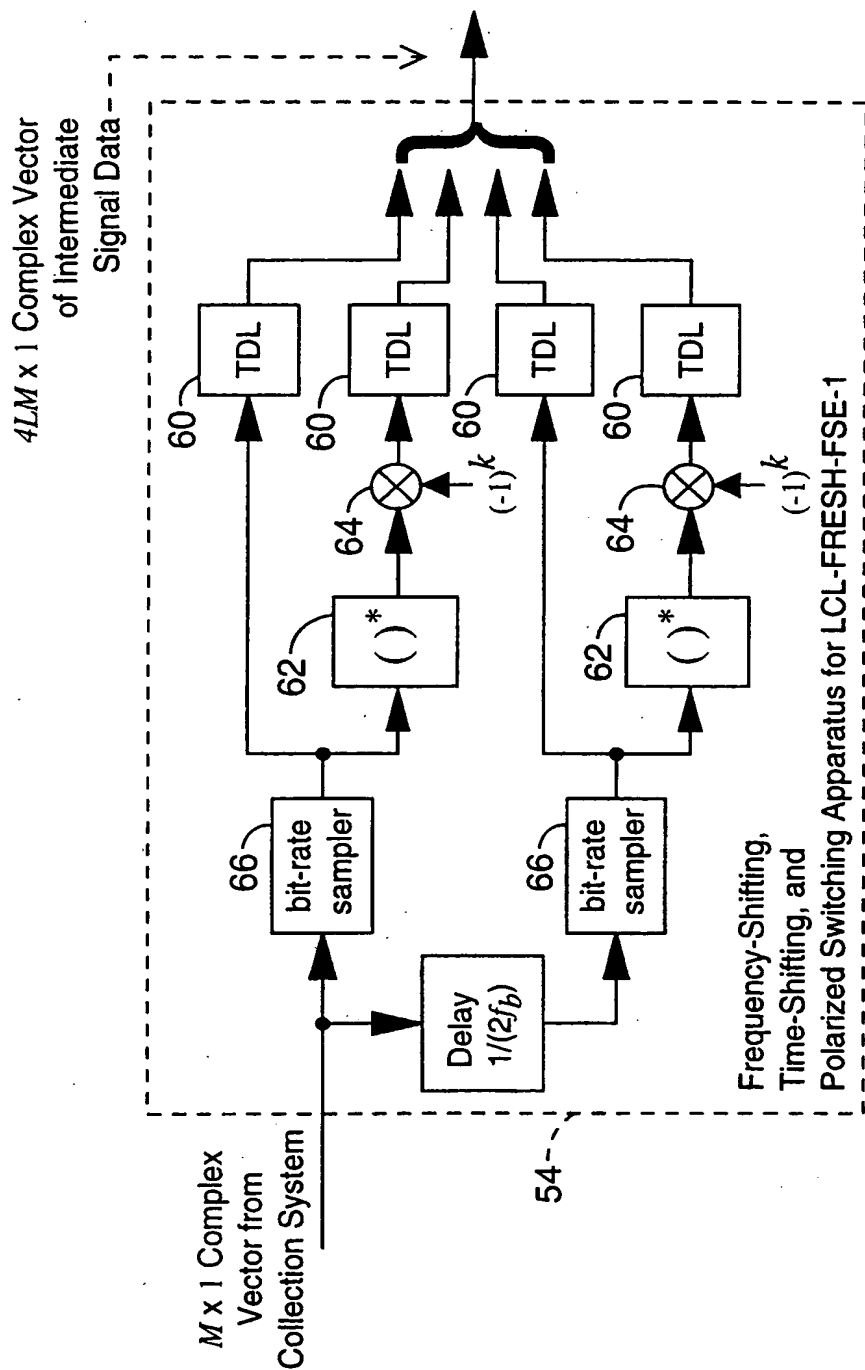 4LM x 1 Complex Vector
of Intermediate
Signal Data
M x 1 Complex
Vector from
Collection System
54
66
bit-rate
sampler
60
TDL
62
( )*
64
(-1)^k
60
TDL
Delay
1/(2f_b)
66
bit-rate
sampler
60
TDL
62
( )*
64
(-1)^k
60
TDL
Frequency-Shifting,
Time-Shifting, and
Polarized Switching Apparatus for LCL-FRESH-FSE-1